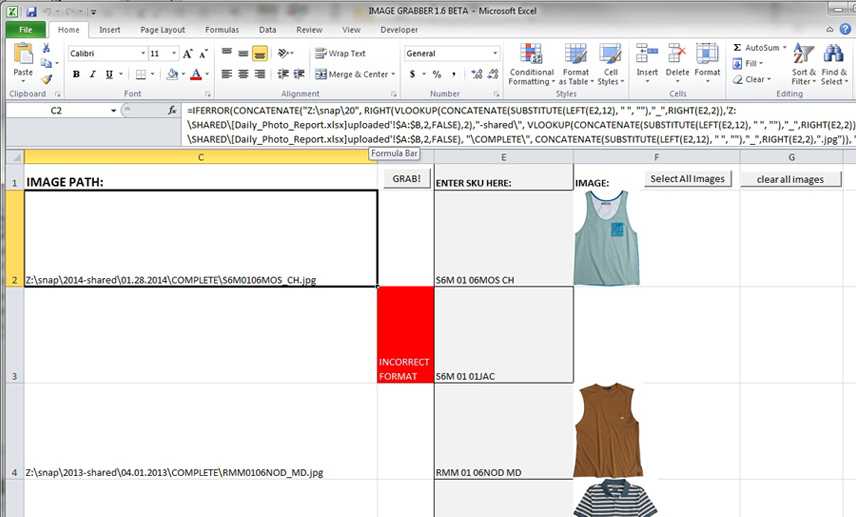 IMAGE GRABBER 1.6 BETA - Microsoft Excel
File Home Insert Page Layout Formulas Data Review View Developer
Calibri 11 Wrap Text General Σ AutoSum
Paste Merge & Center Conditional Formatting Format as Table Cell Styles Insert Delete Format Fill Clear Sort & Filter Find & Select
Clipboard Font Alignment Number Styles Cells Editing
C2 fx =IFERROR(CONCATENATE("Z:\snap\20", RIGHT(VLOOKUP(CONCATENATE(SUBSTITUTE(LEFT(E2,12), " ", ""),"_",RIGHT(E2,2)),'Z:
\SHARED\[Daily_Photo_Report.xlsx]uploaded'!$A:$B,2,FALSE),2),"-shared\", VLOOKUP(CONCATENATE(SUBSTITUTE(LEFT(E2,12), " ", ""),"_",RIGHT(E2,2))
\SHARED\[Daily_Photo_Report.xlsx]uploaded'!$A:$B,2,FALSE), "\COMPLETE\", CONCATENATE(SUBSTITUTE(LEFT(E2,12), " ", ""),"_",RIGHT(E2,2),".jpg")),
Formula Bar
C E F G
1 IMAGE PATH: GRAB! ENTER SKU HERE: IMAGE: Select All Images clear all images
2 Z:\snap\2014-shared\01.28.2014\COMPLETE\S6M0106MOS_CH.jpg S6M 01 06MOS CH
INCORRECT
3 FORMAT S6M 01 01JAC
4 Z:\snap\2013-shared\04.01.2013\COMPLETE\RMM0106NOD_MD.jpg RMM 01 06NOD MD